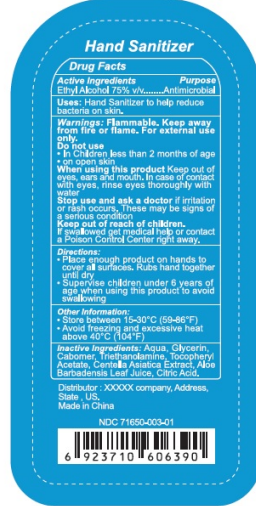 Hand Sanitizer
Drug Facts
Active Ingredients Purpose
Ethyl Alcohol 75% v/v........Antimicrobial
Uses: Hand Sanitizer to help reduce
bacteria on skin.
Warnings: Flammable. Keep away
from fire or flame. For external use
only.
Do not use
• In Children less than 2 months of age
• on open skin
When using this product Keep out of
eyes, ears and mouth. In case of contact
with eyes, rinse eyes thoroughly with
water
Stop use and ask a doctor if irritation
or rash occurs. These may be signs of
a serious condition
Keep out of reach of children.
If swallowed get medical help or contact
a Poison Control Center right away.
Directions:
• Place enough product on hands to
cover all surfaces. Rubs hand together
until dry
• Supervise children under 6 years of
age when using this product to avoid
swallowing
Other Information:
• Store between 15-30°C (59-86°F)
• Avoid freezing and excessive heat
above 40°C (104°F)
Inactive Ingredients: Aqua, Glycerin,
Cabomer, Triethanolamine, Tocopheryl
Acetate, Centella Asiatica Extract, Aloe
Barbadensis Leaf Juice, Citric Acid.
Distributor : XXXXX company, Address,
State , US.
Made in China
NDC 71650-003-01
6 923710 606390